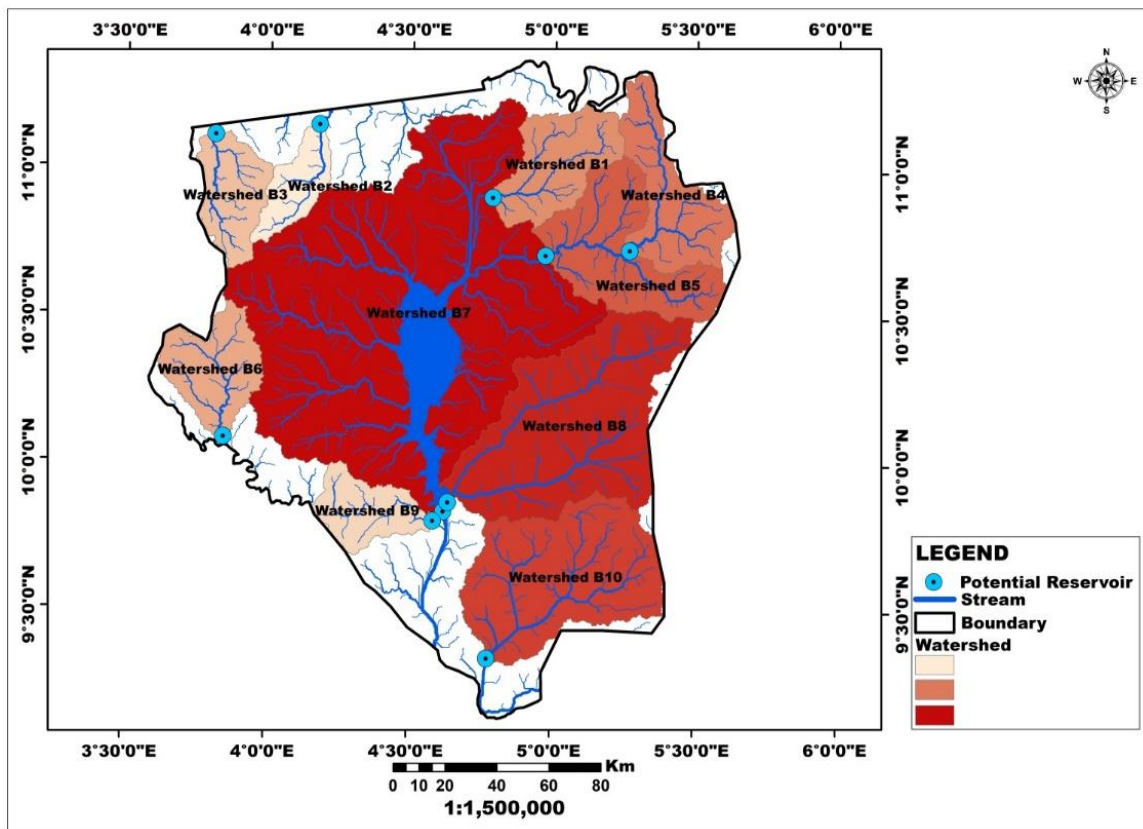 3°30'0"E 4°0'0"E 4°30'0"E 5°0'0"E 5°30'0"E 6°0'0"E
N
W E
S
11°0'0"N
11°0'0"N
Watershed B1
Watershed B2
Watershed B3
Watershed B4
Watershed B5
10°30'0"N
10°30'0"N
Watershed B7
Watershed B6
Watershed B8
10°0'0"N
10°0'0"N
Watershed B9
Watershed B10
9°30'0"N
9°30'0"N
LEGEND
Potential Reservoir
Stream
Boundary
Watershed
3°30'0"E 4°0'0"E 4°30'0"E 5°0'0"E 5°30'0"E 6°0'0"E
Km
0 10 20 40 60 80
1:1,500,000